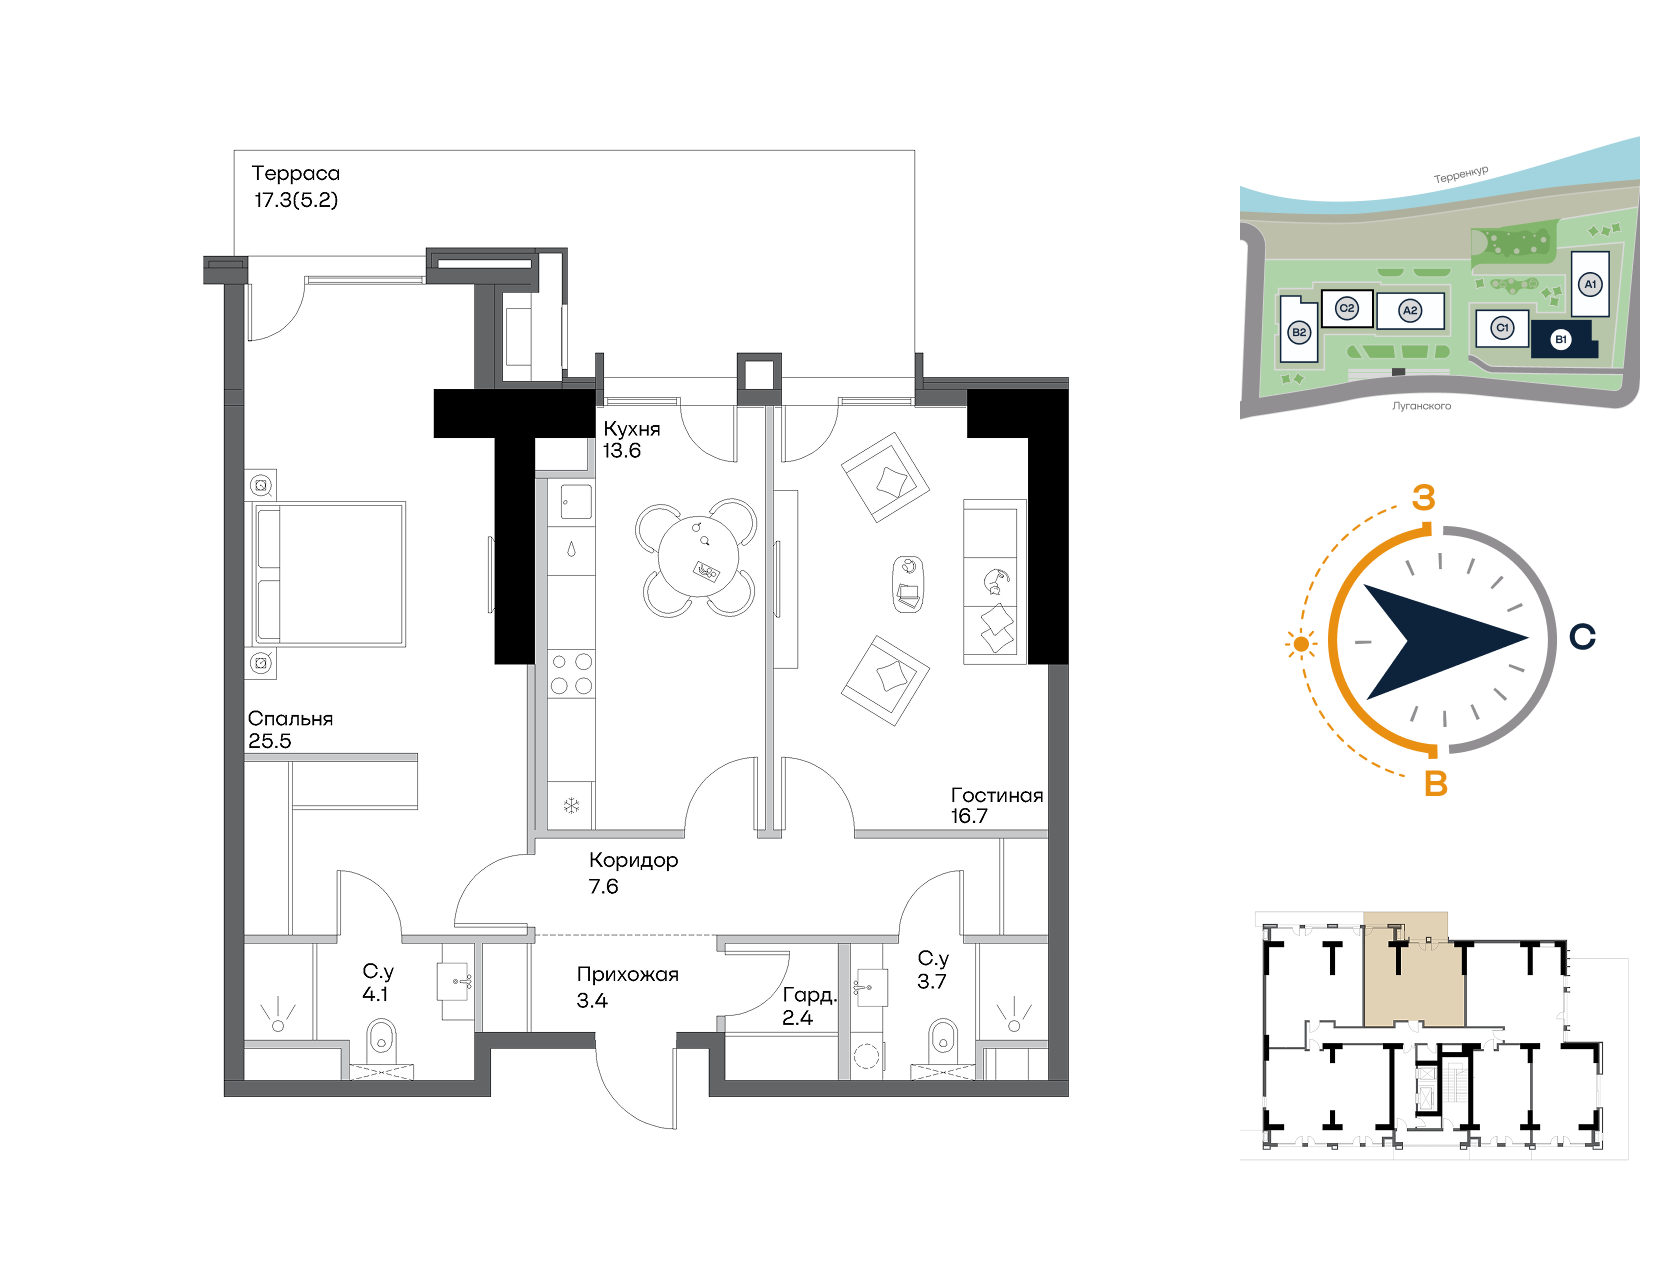 Терраса
17.3(5.2)
Кухня
13.6
Спальня
25.5
Гостиная
16.7
Коридор
7.6
С.у
4.1
Прихожая
3.4
Гард.
2.4
С.у
3.7
Терренкур
A1
C2
A2
B2
C1
B1
Луганского
З
С
В